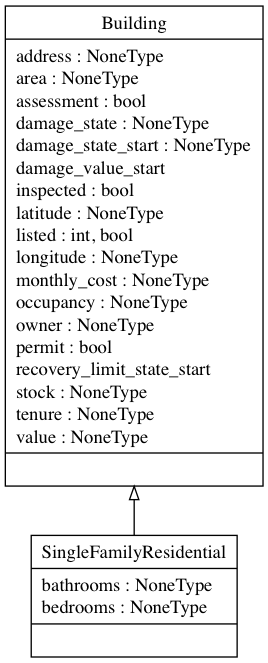 Building
address : NoneType
area : NoneType
assessment : bool
damage_state : NoneType
damage_state_start : NoneType
damage_value_start
inspected : bool
latitude : NoneType
listed : int, bool
longitude : NoneType
monthly_cost : NoneType
occupancy : NoneType
owner : NoneType
permit : bool
recovery_limit_state_start
stock : NoneType
tenure : NoneType
value : NoneType
SingleFamilyResidential
bathrooms : NoneType
bedrooms : NoneType